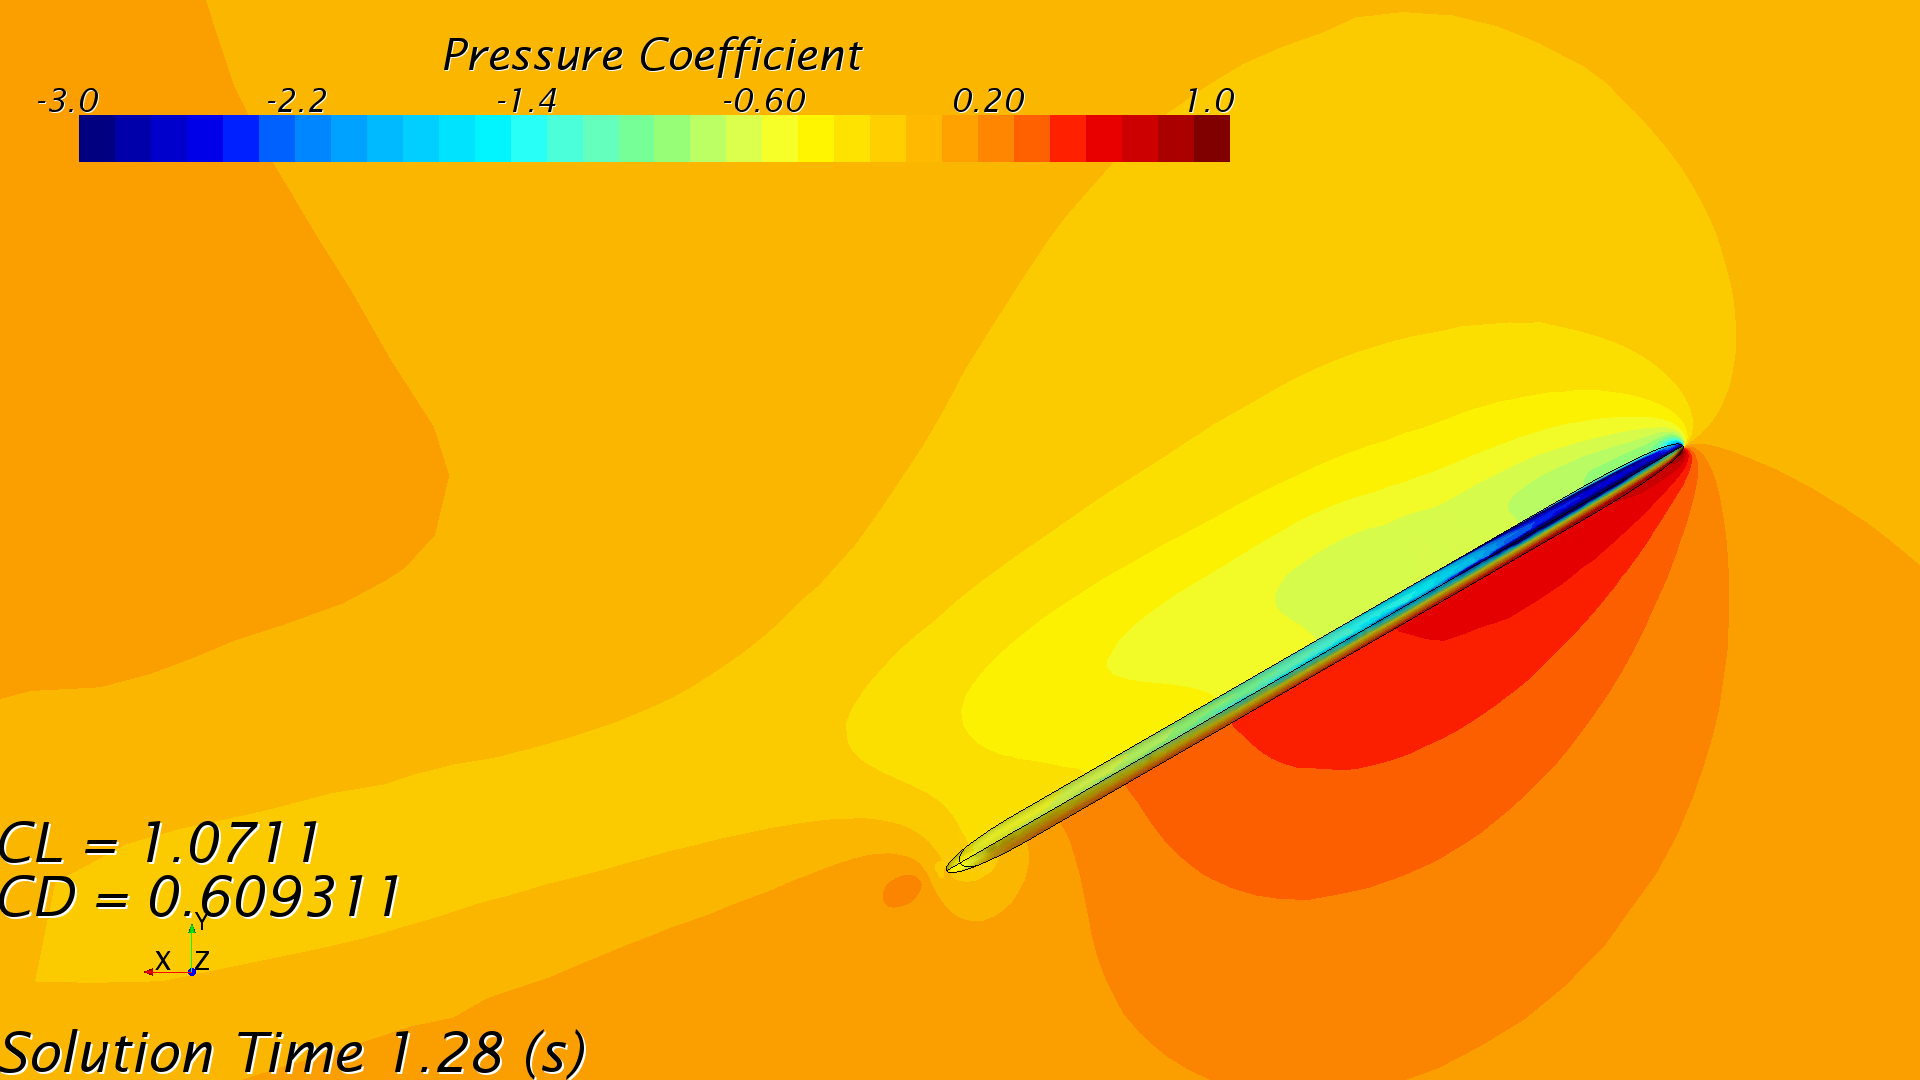 Pressure Coefficient
-3.0 -2.2 -1.4 -0.60 0.20 1.0
CL = 1.0711
CD = 0.609311
Y
X Z
Solution Time 1.28 (s)